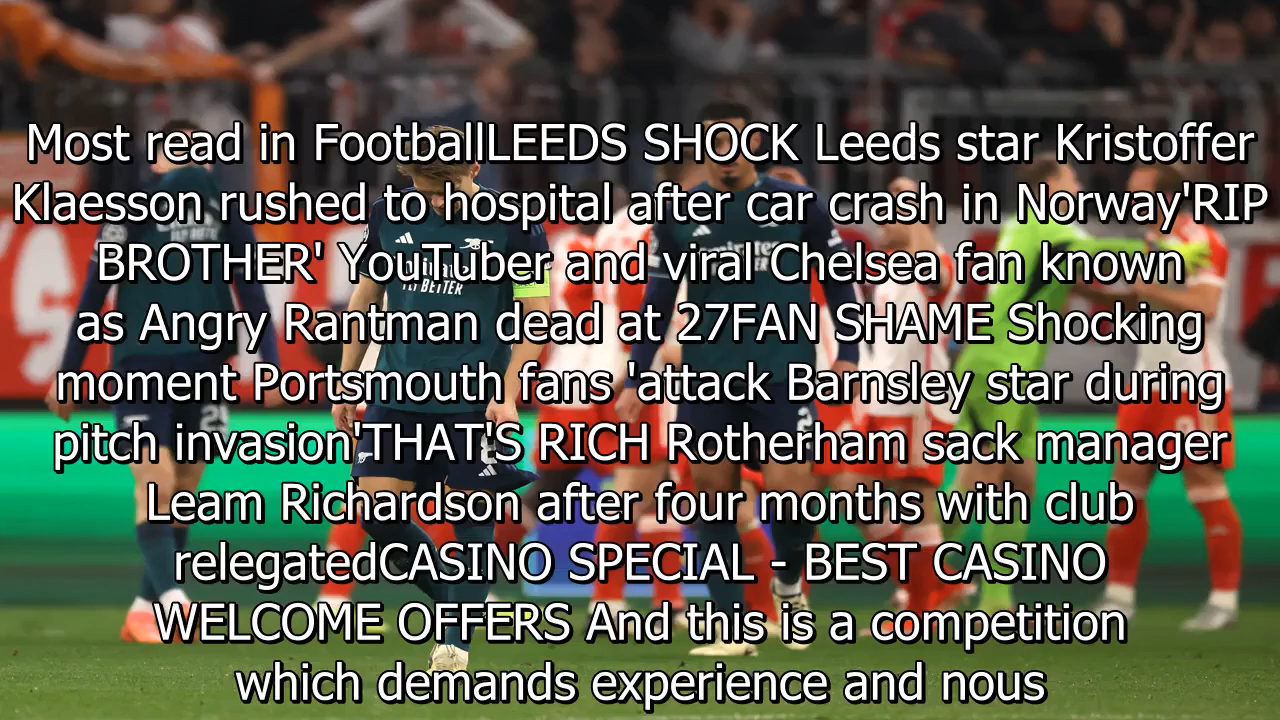 Most read in FootballLEEDS SHOCK Leeds star Kristoffer
Klaesson rushed to hospital after car crash in Norway'RIP
BROTHER' YouTuber and viral Chelsea fan known
as Angry Rantman dead at 27FAN SHAME Shocking
moment Portsmouth fans 'attack Barnsley star during
pitch invasion'THAT'S RICH Rotherham sack manager
Leam Richardson after four months with club
relegatedCASINO SPECIAL - BEST CASINO
WELCOME OFFERS And this is a competition
which demands experience and nous